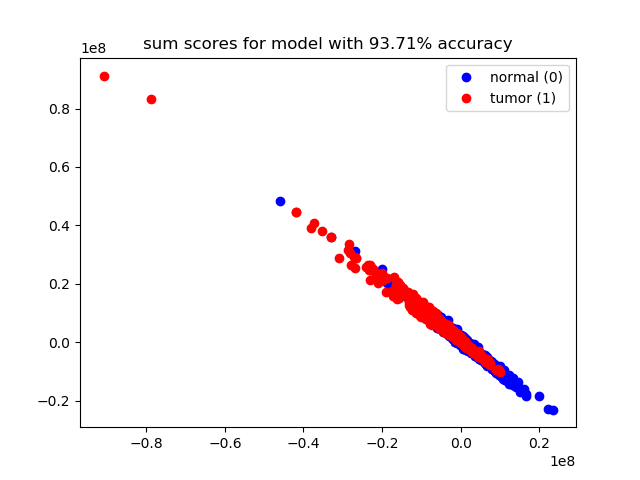 sum scores for model with 93.71% accuracy
1e8
normal (0)
tumor (1)
0.8
0.6
0.4
0.2
0.0
−0.2
−0.8
−0.6
−0.4
−0.2
0.0
0.2
1e8